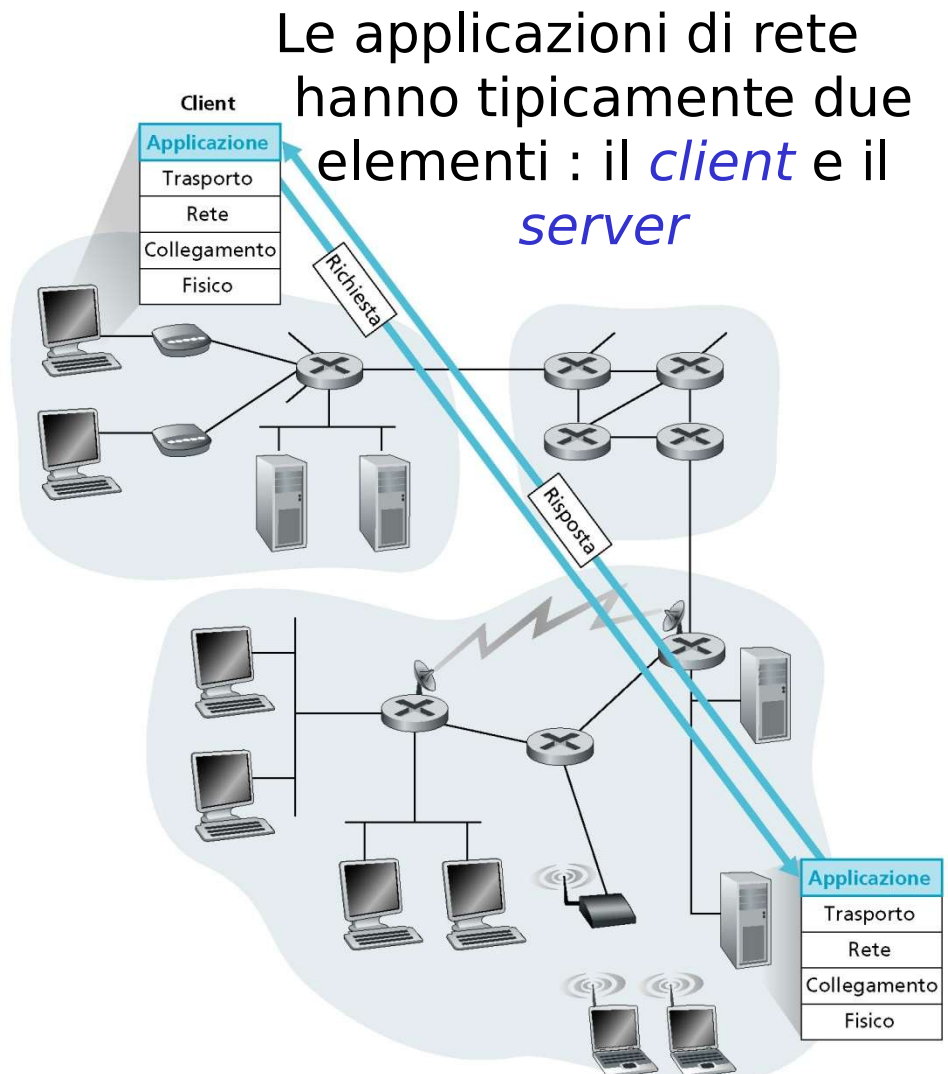 Le applicazioni di rete
hanno tipicamente due
elementi : il client e il
server
Client
Applicazione
Trasporto
Rete
Collegamento
Fisico
Richiesta
Risposta
Applicazione
Trasporto
Rete
Collegamento
Fisico